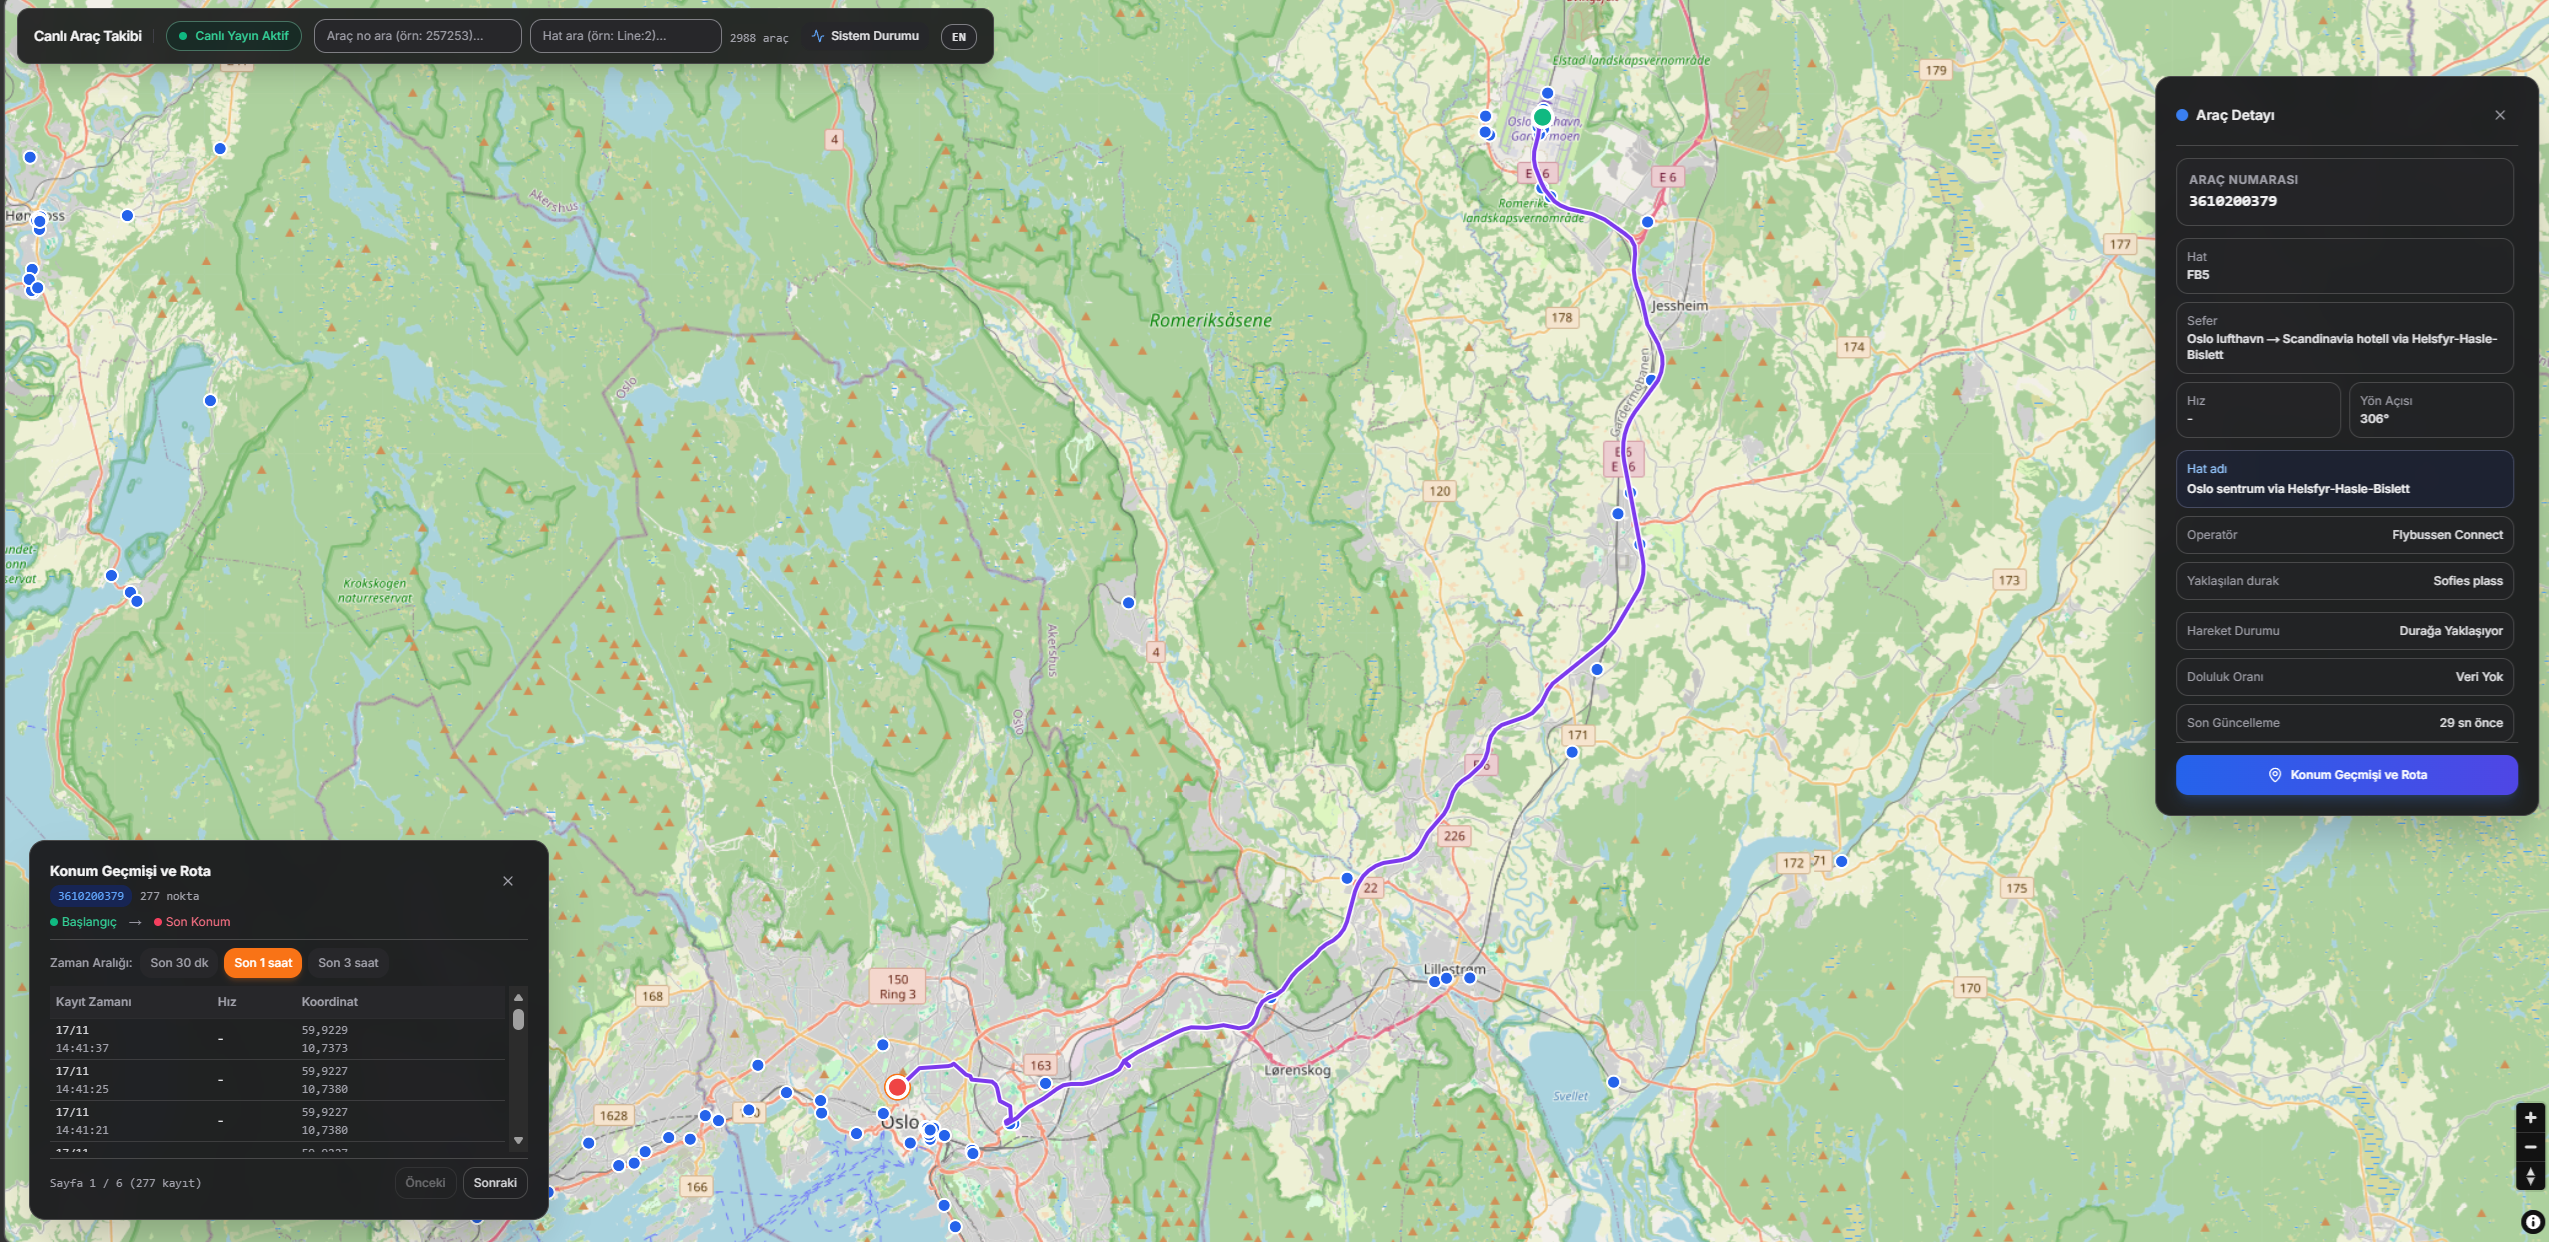 Canlı Araç Takibi
Canlı Yayın Aktif
Araç no ara (örn: 257253)...
Hat ara (örn: Line:2)...
2988 araç
Sistem Durumu
EN
Elstad landskapsvernområde
179
4
Akershus
E 6
Romerike
landskapsvernområde
177
Romeriksåsene
178
Jessheim
174
Oslo
Gardermobanen
120
Krokskogen
naturreservat
173
Akershus
4
Oslo
171
226
22
172
175
168
150
Ring 3
Lillestrøm
170
163
Lørenskog
1628
Oslo
Svellet
166
Araç Detayı
ARAÇ NUMARASI
3610200379
Hat
FB5
Sefer
Oslo lufthavn → Scandinavia hotell via Helsfyr-Hasle-
Bislett
Hız
-
Yön Açısı
306°
Hat adı
Oslo sentrum via Helsfyr-Hasle-Bislett
Operatör
Flybussen Connect
Yaklaşılan durak
Sofies plass
Hareket Durumu
Durağa Yaklaşıyor
Doluluk Oranı
Veri Yok
Son Güncelleme
29 sn önce
Konum Geçmişi ve Rota
Konum Geçmişi ve Rota
3610200379 277 nokta
Başlangıç → Son Konum
Zaman Aralığı: Son 30 dk Son 1 saat Son 3 saat
Kayıt Zamanı Hız Koordinat
17/11
14:41:37
-
59,9229
10,7373
17/11
14:41:25
-
59,9227
10,7380
17/11
14:41:21
-
59,9227
10,7380
Sayfa 1 / 6 (277 kayıt)
Önceki
Sonraki